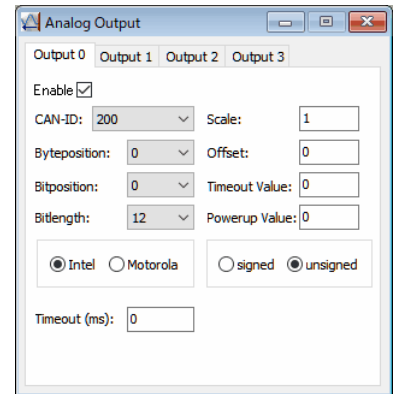 Analog Output
Output 0 Output 1 Output 2 Output 3
Enable
CAN-ID: 200 Scale: 1
Byteposition: 0 Offset: 0
Bitposition: 0 Timeout Value: 0
Bitlength: 12 Powerup Value: 0
Intel Motorola signed unsigned
Timeout (ms): 0